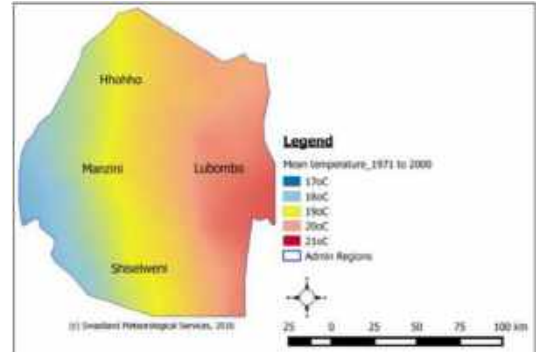 Hhohho
Manzini
Lubombo
Shiselweni
Legend
Mean temperature_1971 to 2000
17oC
18oC
19oC
20oC
21oC
Admin Regions
(c) Swaziland Meteorological Services, 2016
25 0 25 50 75 100 km